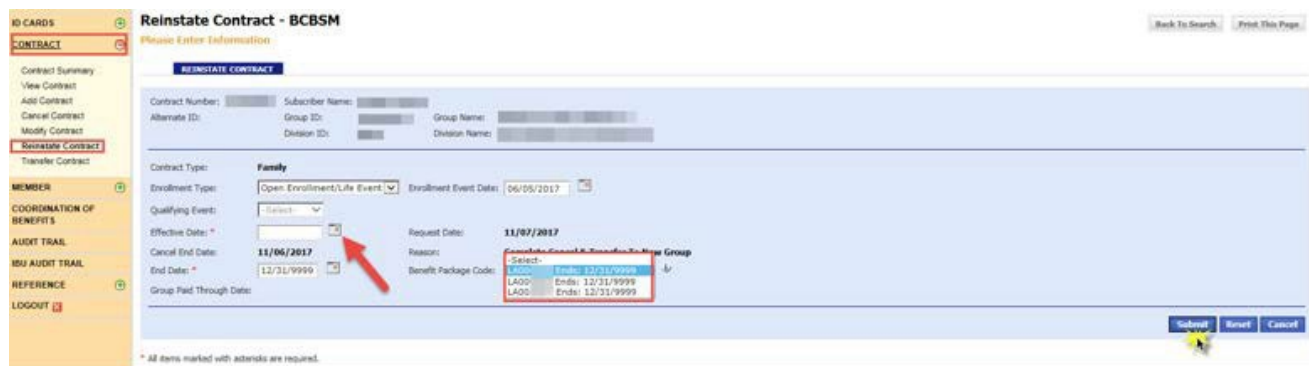 ID CARDS
CONTRACT
Contract Summary
View Contract
Add Contract
Cancel Contract
Modify Contract
Reinstate Contract
Transfer Contract
MEMBER
COORDINATION OF
BENEFITS
AUDIT TRAIL
IBU AUDIT TRAIL
REFERENCE
LOGOUT
Reinstate Contract - BCBSM
Back To Search Print This Page
Please Enter Information
REINSTATE CONTRACT
Contract Number: Subscriber Name:
Alternate ID: Group ID: Group Name:
Division ID: Division Name:
Contract Type: Family
Enrollment Type: Open Enrollment/Life Event Enrollment Event Date: 06/05/2017
Qualifying Event: -Select-
Effective Date: * Request Date: 11/07/2017
Cancel End Date: 11/06/2017 Reason: Complete Cancel & Transfer To New Group
End Date: * 12/31/9999 Benefit Package Code:
-Select-
LA00 Ends: 12/31/9999
LA00 Ends: 12/31/9999
LA00 Ends: 12/31/9999
Group Paid Through Date:
Submit Reset Cancel
* All items marked with asterisks are required.